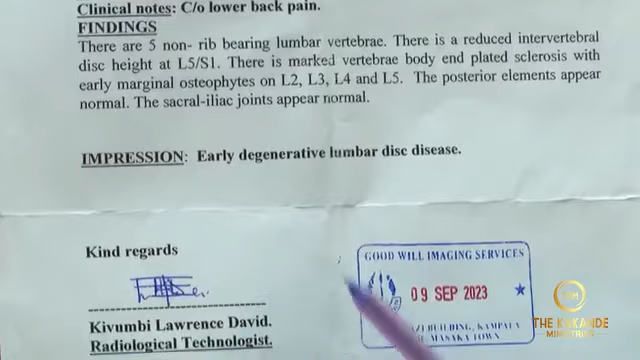 Clinical notes: C/o lower back pain.
FINDINGS
There are 5 non- rib bearing lumbar vertebrae. There is a reduced intervertebral
disc height at L5/S1. There is marked vertebrae body end plated sclerosis with
early marginal osteophytes on L2, L3, L4 and L5. The posterior elements appear
normal. The sacral-iliac joints appear normal.
IMPRESSION: Early degenerative lumbar disc disease.
Kind regards
Kivumbi Lawrence David.
Radiological Technologist.
GOOD WILL IMAGING SERVICES
09 SEP 2023
BUILDING, KAMPALA
MASAKA TOWN
THE KAKANDE
MINISTRIES